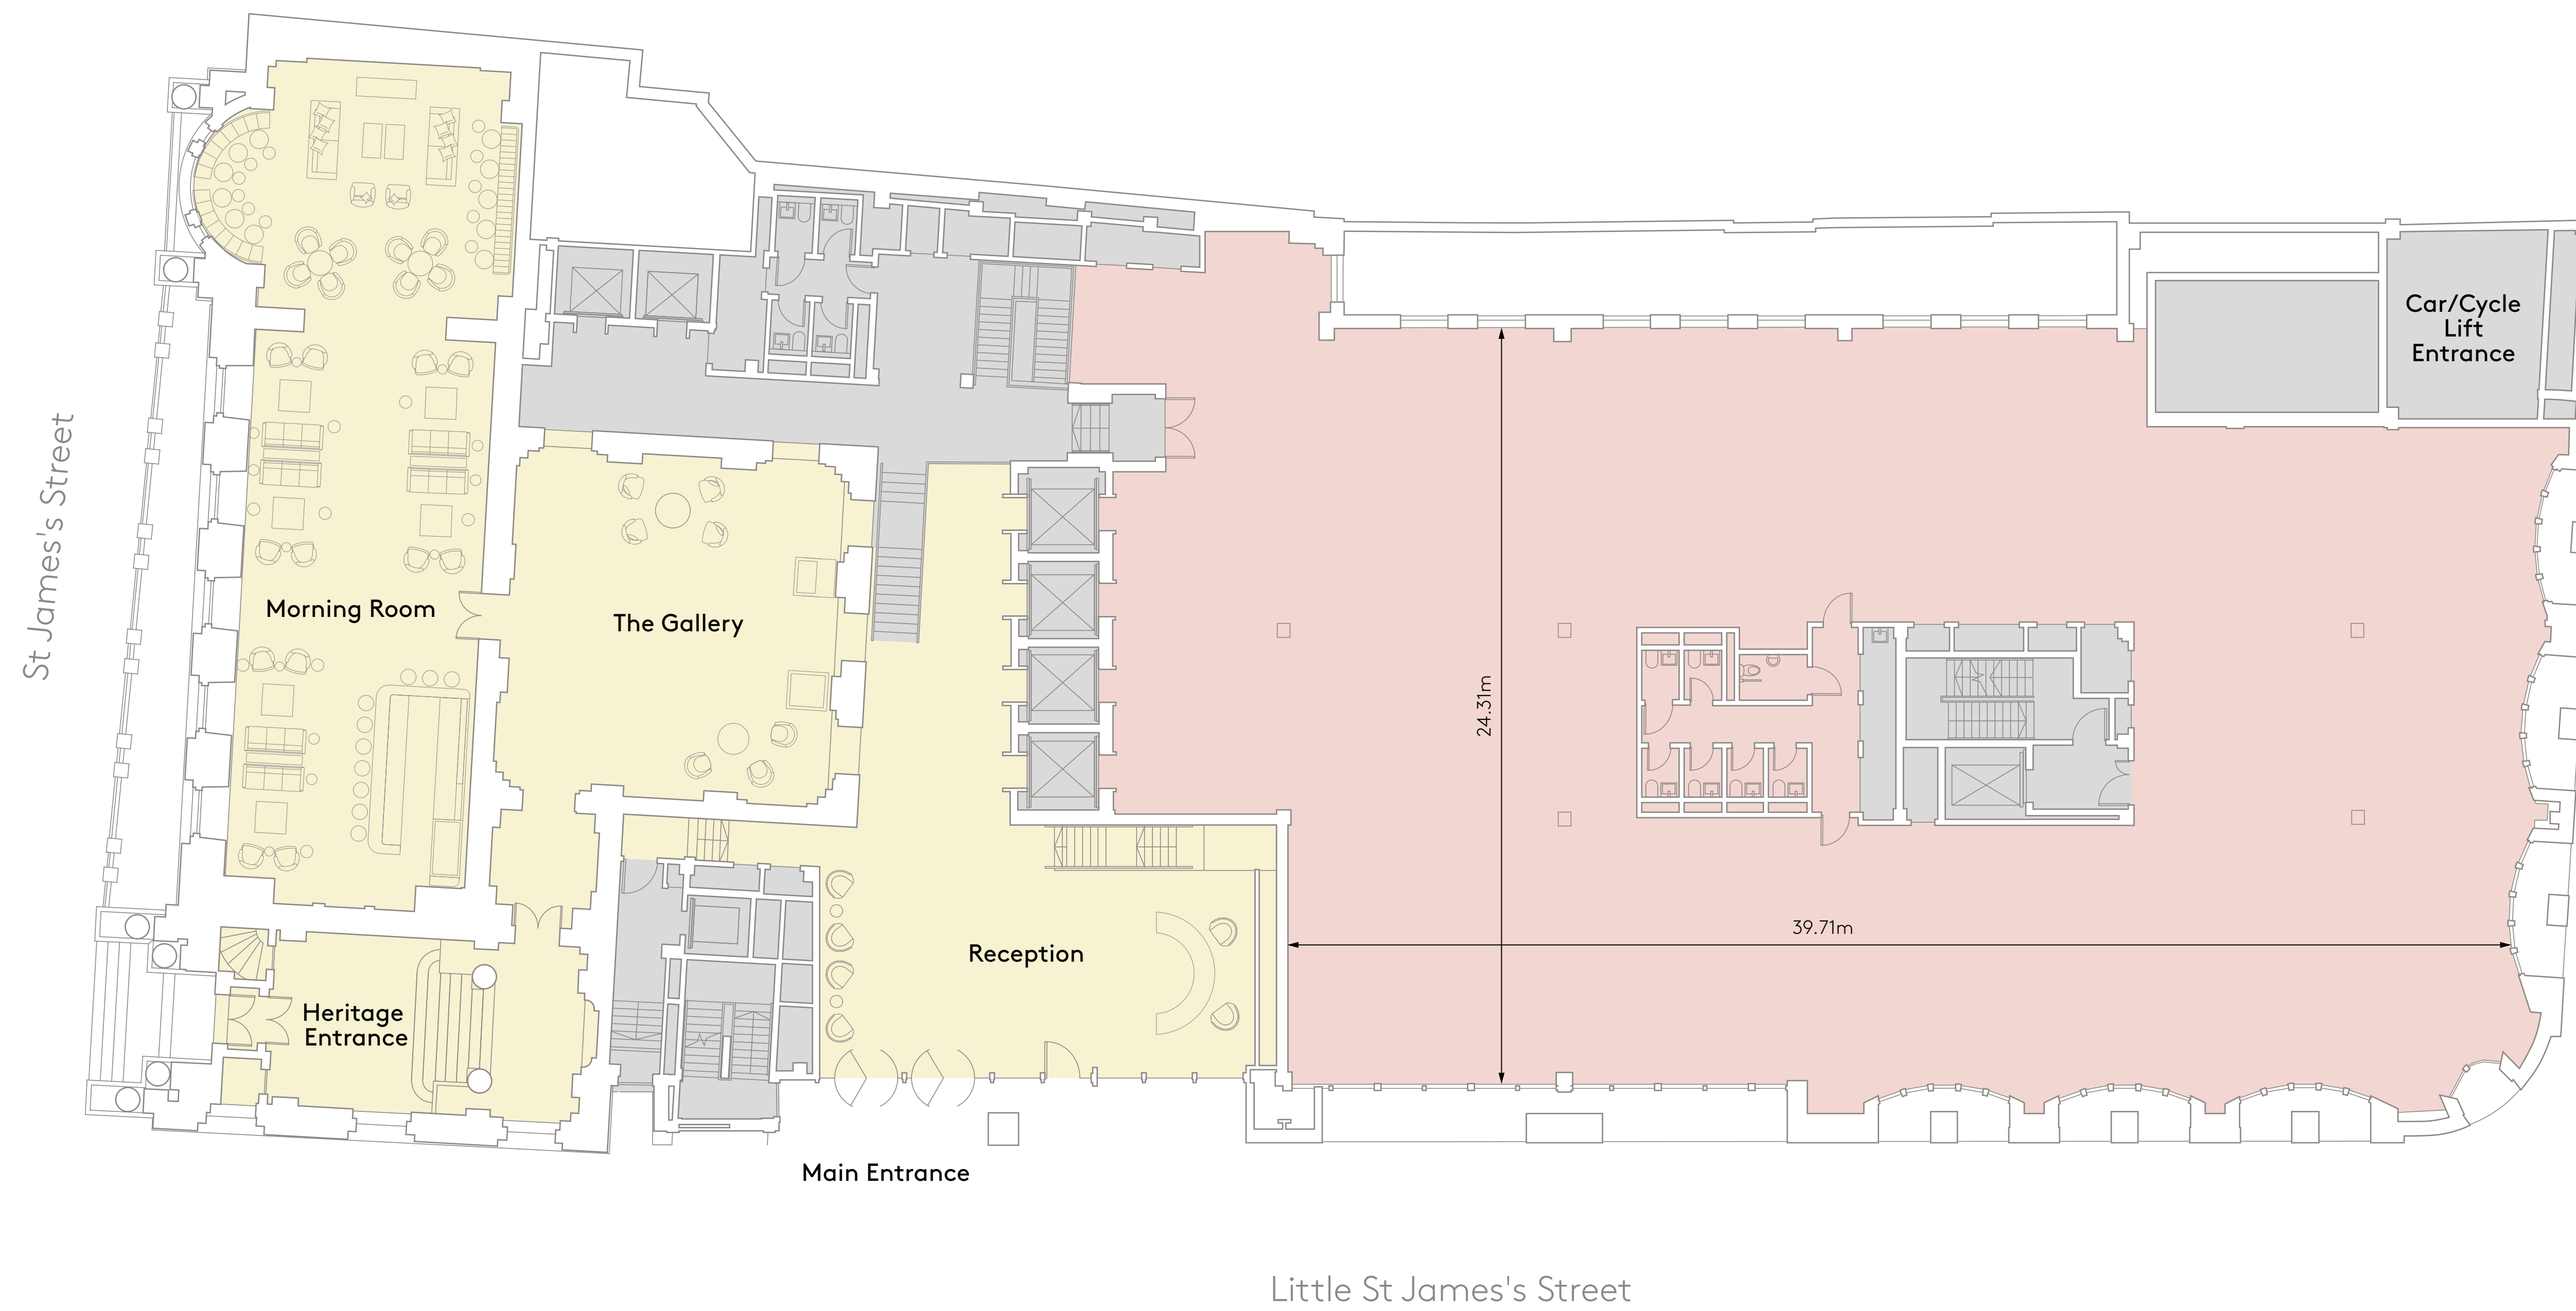 Car/Cycle
Lift
Entrance
St James's Street
Morning Room
The Gallery
24.31m
39.71m
Reception
Heritage
Entrance
Main Entrance
Little St James's Street